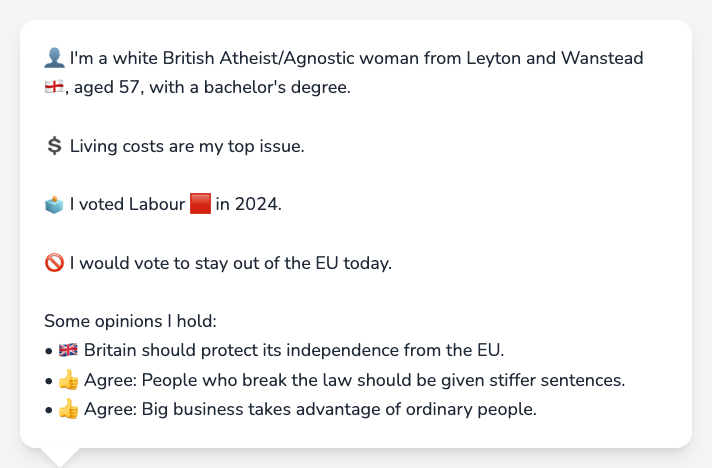 👤 I'm a white British Atheist/Agnostic woman from Leyton and Wanstead
🏴󠁧󠁢󠁥󠁮󠁧󠁿, aged 57, with a bachelor's degree.
💲 Living costs are my top issue.
🗳️ I voted Labour 🟥 in 2024.
🚫 I would vote to stay out of the EU today.
Some opinions I hold:
• 🇬🇧 Britain should protect its independence from the EU.
• 👍 Agree: People who break the law should be given stiffer sentences.
• 👍 Agree: Big business takes advantage of ordinary people.